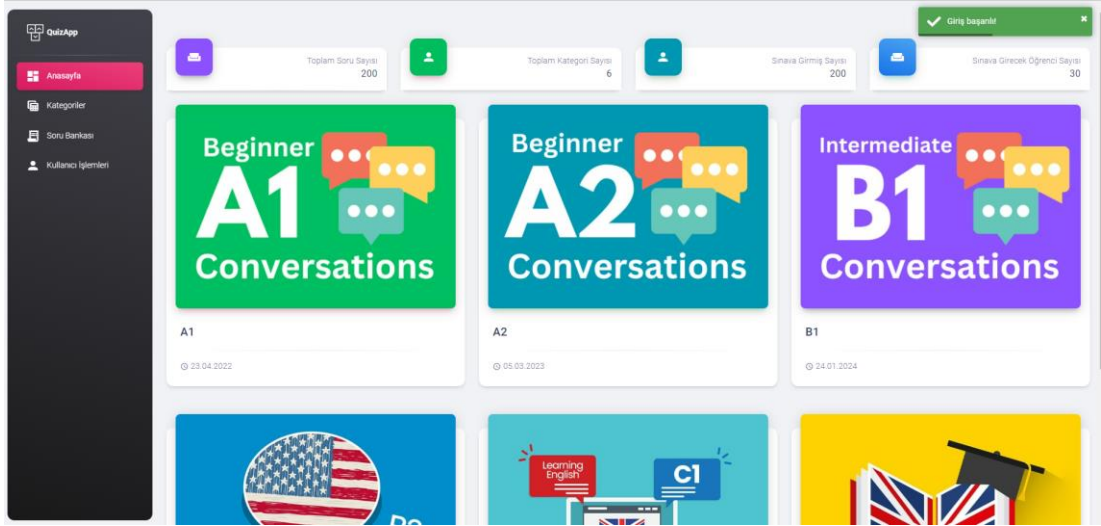 QuizApp
Anasayfa
Kategoriler
Soru Bankası
Kullanıcı İşlemleri
Giriş başarılı!
Toplam Soru Sayısı
200
Toplam Kategori Sayısı
6
Sınava Girmiş Sayısı
200
Sınava Girecek Öğrenci Sayısı
30
Beginner
A1
Conversations
A1
23.04.2022
Beginner
A2
Conversations
A2
05.03.2023
Intermediate
B1
Conversations
B1
24.01.2024
Learning
English
C1